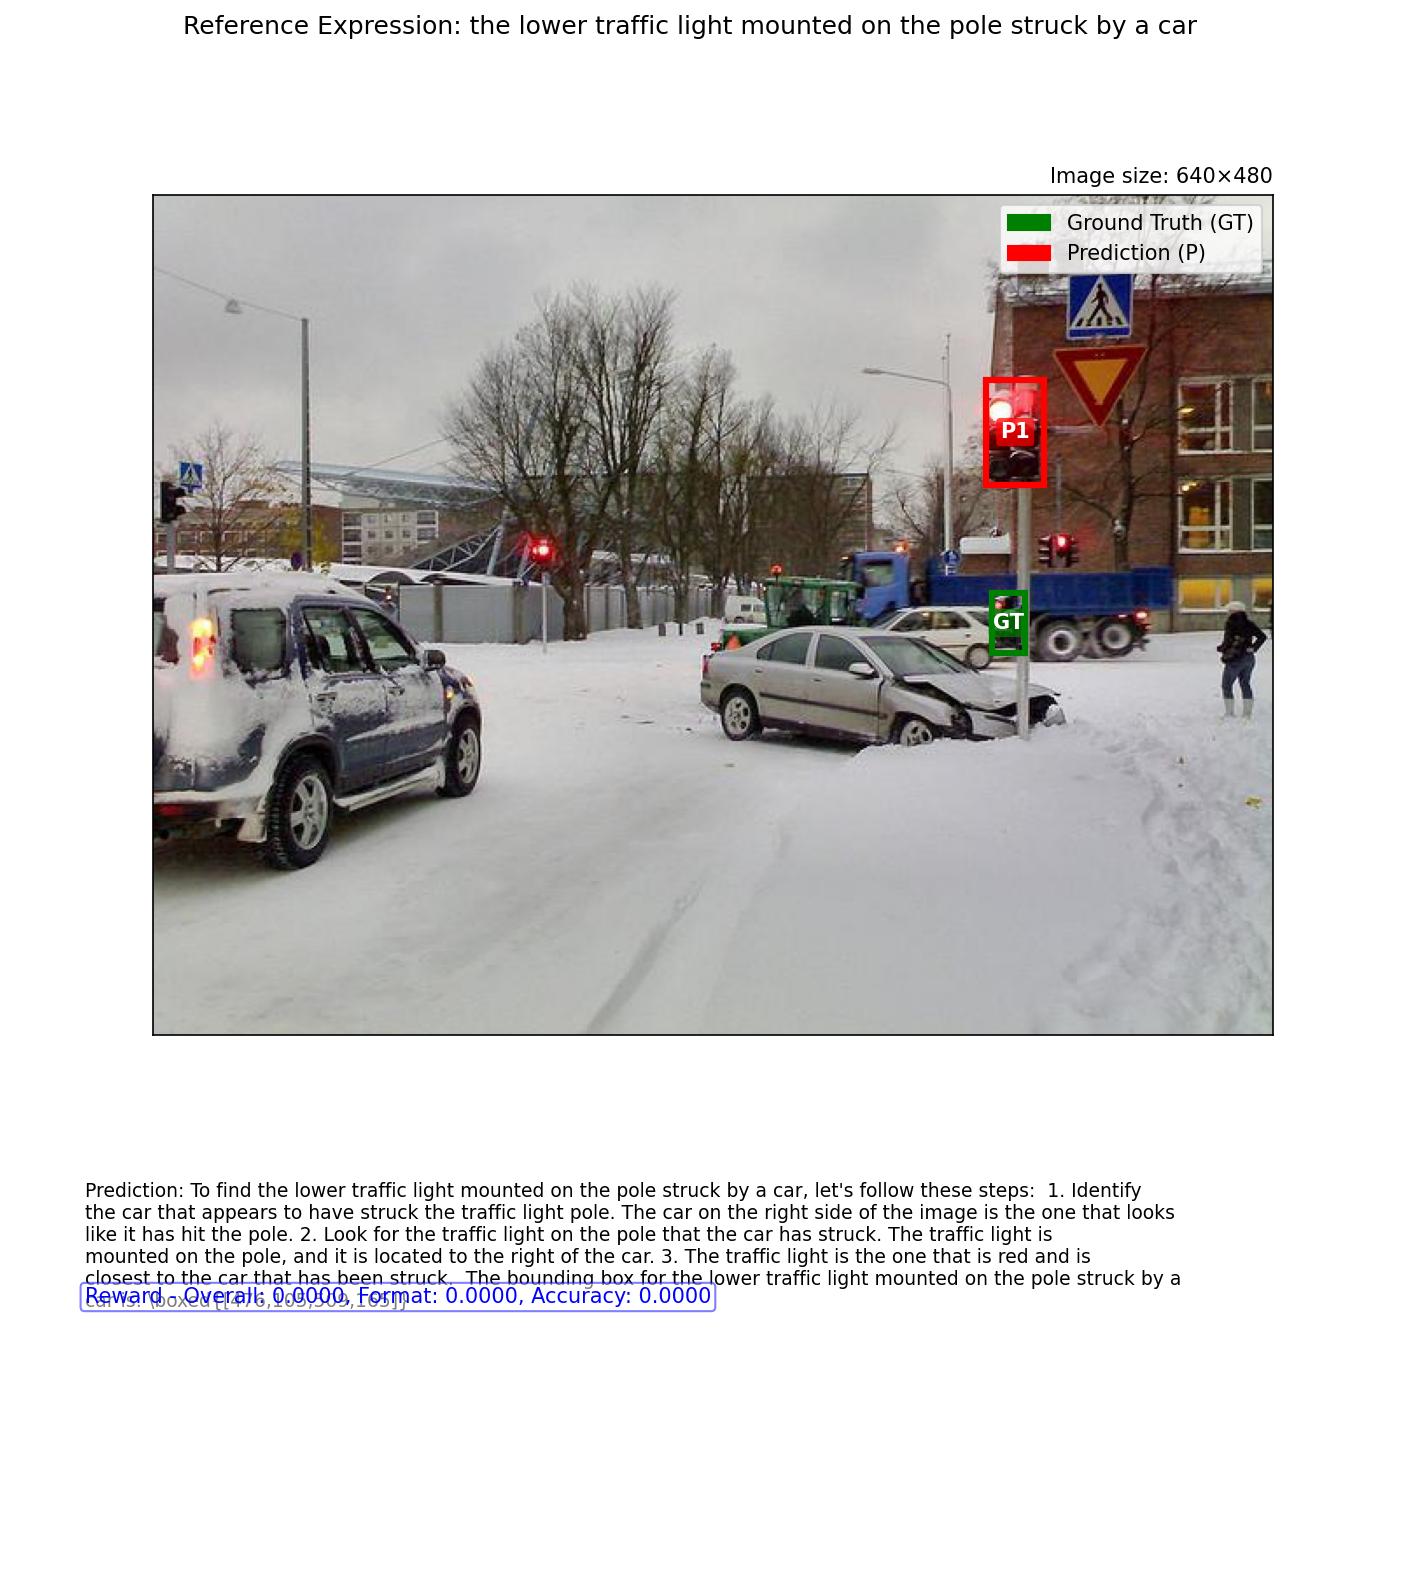 Reference Expression: the lower traffic light mounted on the pole struck by a car
Image size: 640×480
Ground Truth (GT)
Prediction (P)
P1
GT
Prediction: To find the lower traffic light mounted on the pole struck by a car, let's follow these steps:  1. Identify
the car that appears to have struck the traffic light pole. The car on the right side of the image is the one that looks
like it has hit the pole. 2. Look for the traffic light on the pole that the car has struck. The traffic light is
mounted on the pole, and it is located to the right of the car. 3. The traffic light is the one that is red and is
closest to the car that has been struck.  The bounding box for the lower traffic light mounted on the pole struck by a
car is: \boxed{[476,105,509,165]}
Reward - Overall: 0.0000, Format: 0.0000, Accuracy: 0.0000